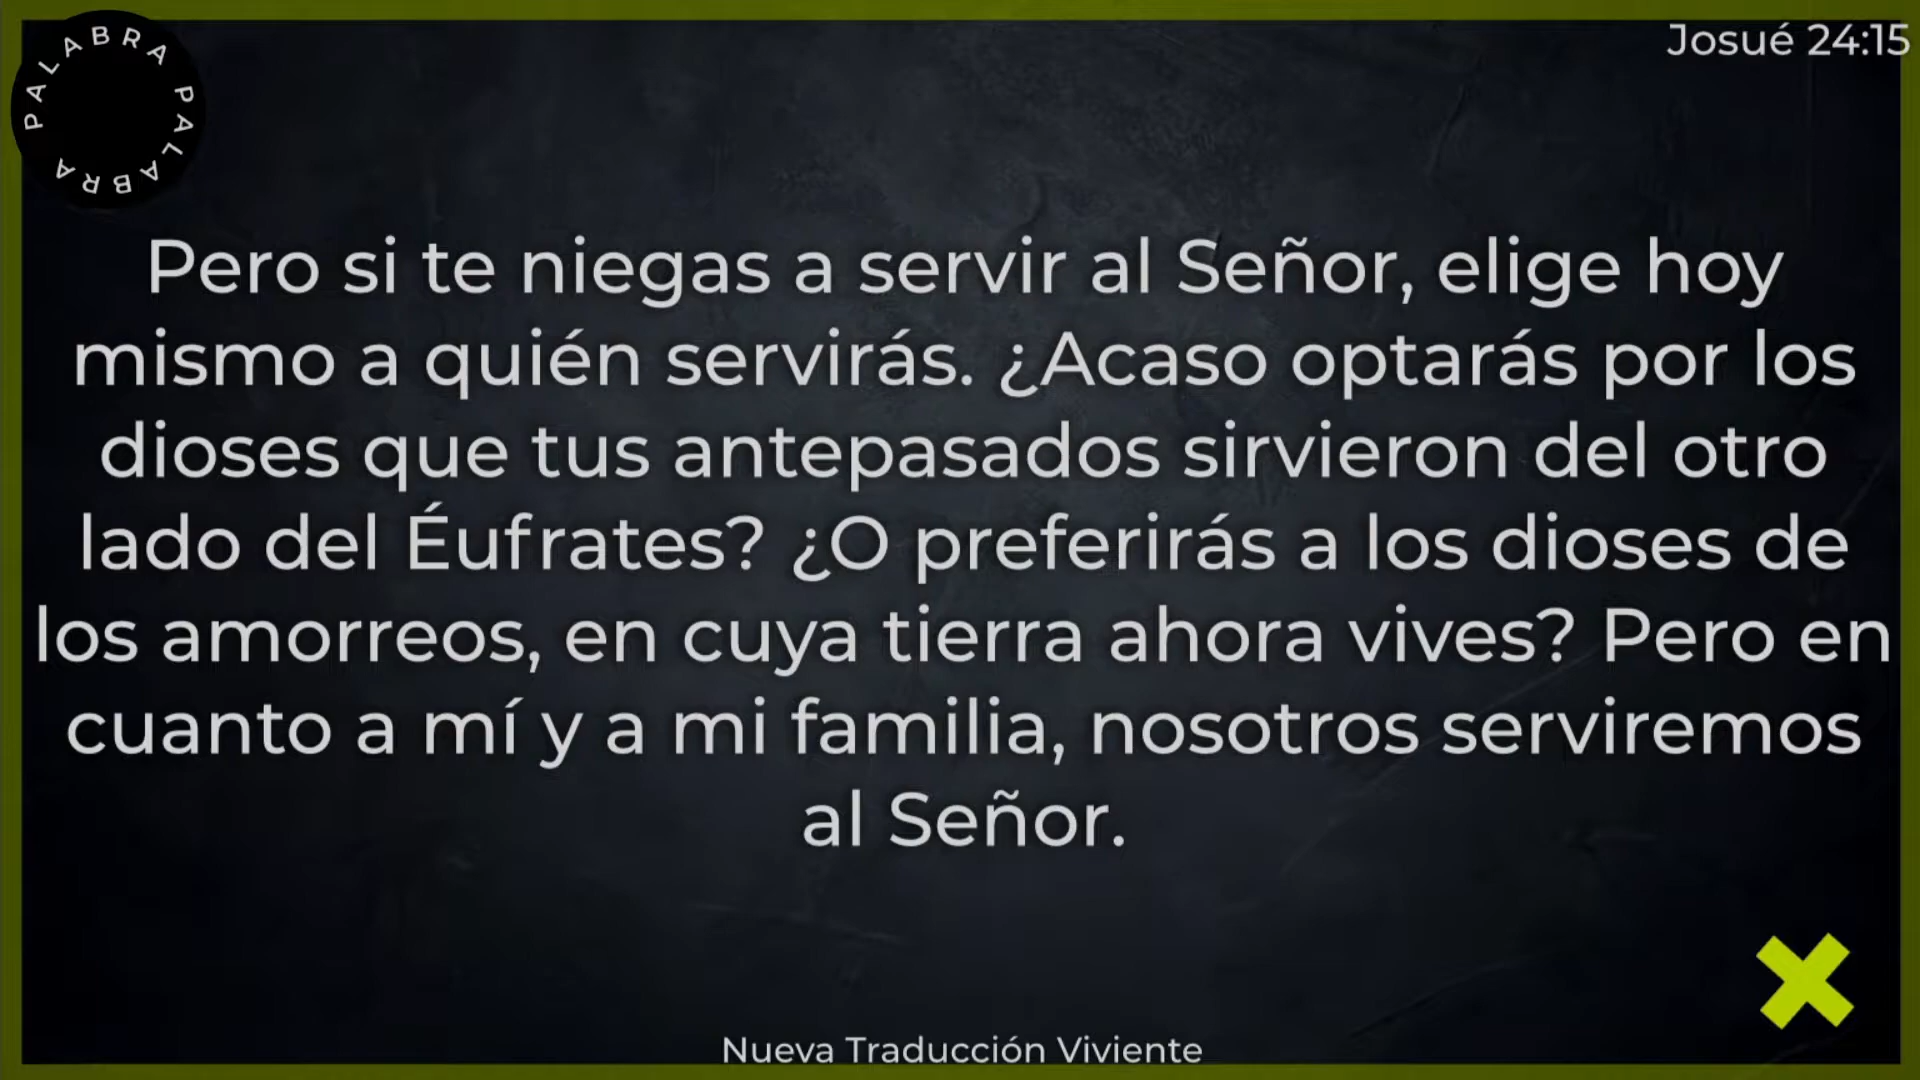 PALABRA PALABRA
Josué 24:15
Pero si te niegas a servir al Señor, elige hoy
mismo a quién servirás. ¿Acaso optarás por los
dioses que tus antepasados sirvieron del otro
lado del Éufrates? ¿O preferirás a los dioses de
los amorreos, en cuya tierra ahora vives? Pero en
cuanto a mí y a mi familia, nosotros serviremos
al Señor.
Nueva Traducción Viviente